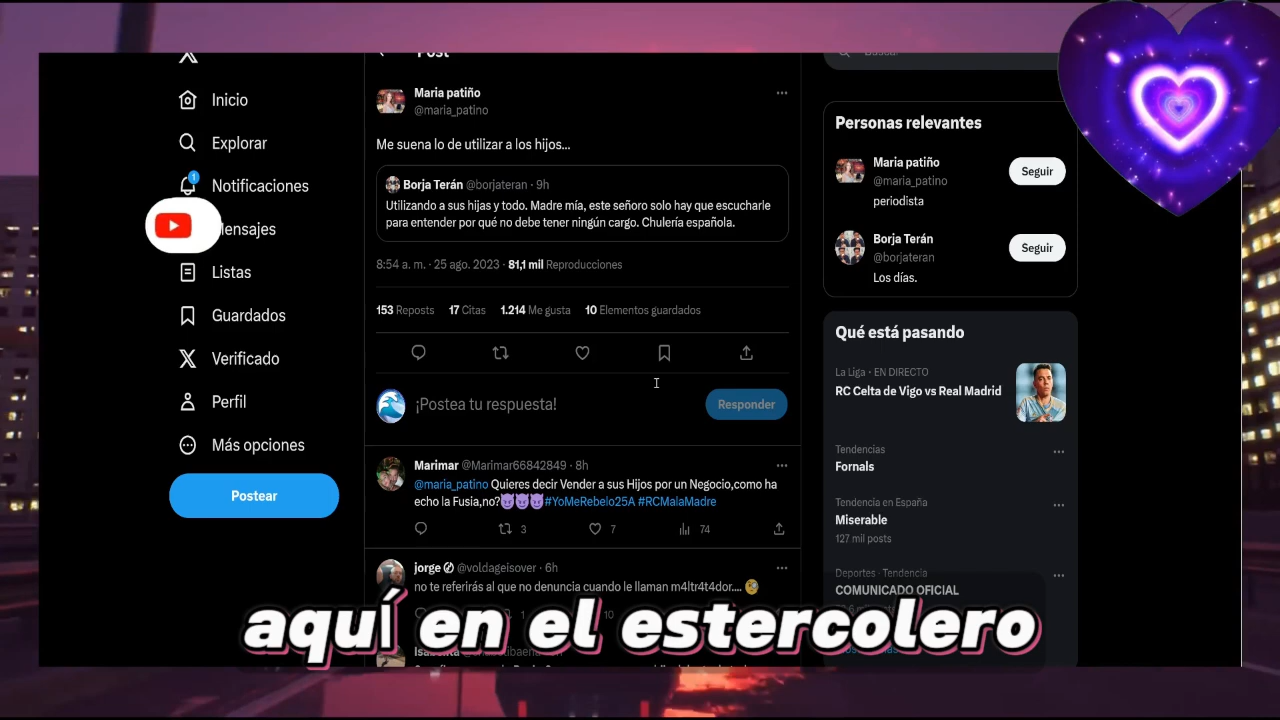 Post
Inicio
Explorar
1
Notificaciones
Mensajes
Listas
Guardados
Verificado
Perfil
Más opciones
Postear
Maria patiño
@maria_patino
Me suena lo de utilizar a los hijos...
Borja Terán @borjateran · 9h
Utilizando a sus hijas y todo. Madre mía, este señoro solo hay que escucharle
para entender por qué no debe tener ningún cargo. Chulería española.
8:54 a. m. · 25 ago. 2023 · 81,1 mil Reproducciones
153 Reposts 17 Citas 1.214 Me gusta 10 Elementos guardados
¡Postea tu respuesta!
Responder
Marimar @Marimar66842849 · 8h
@maria_patino Quieres decir Vender a sus Hijos por un Negocio,como ha
echo la Fusia,no?😈😈😈#YoMeRebelo25A #RCMalaMadre
3 7 74
jorge @voldageisover · 6h
no te referirás al que no denuncia cuando le llaman m4ltr4t4dor....
1 10
aquí en el estercolero
Buscar
Personas relevantes
Maria patiño
@maria_patino
periodista
Seguir
Borja Terán
@borjateran
Los días.
Seguir
Qué está pasando
La Liga · EN DIRECTO
RC Celta de Vigo vs Real Madrid
Tendencias
Fornals
Tendencia en España
Miserable
127 mil posts
Deportes · Tendencia
COMUNICADO OFICIAL